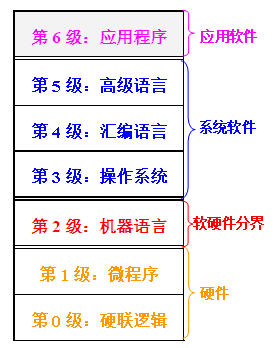 第 6 级：应用程序
应用软件
第 5 级：高级语言
第 4 级：汇编语言
系统软件
第 3 级：操作系统
第 2 级：机器语言
软硬件分界
第 1 级：微程序
硬件
第 0 级：硬联逻辑